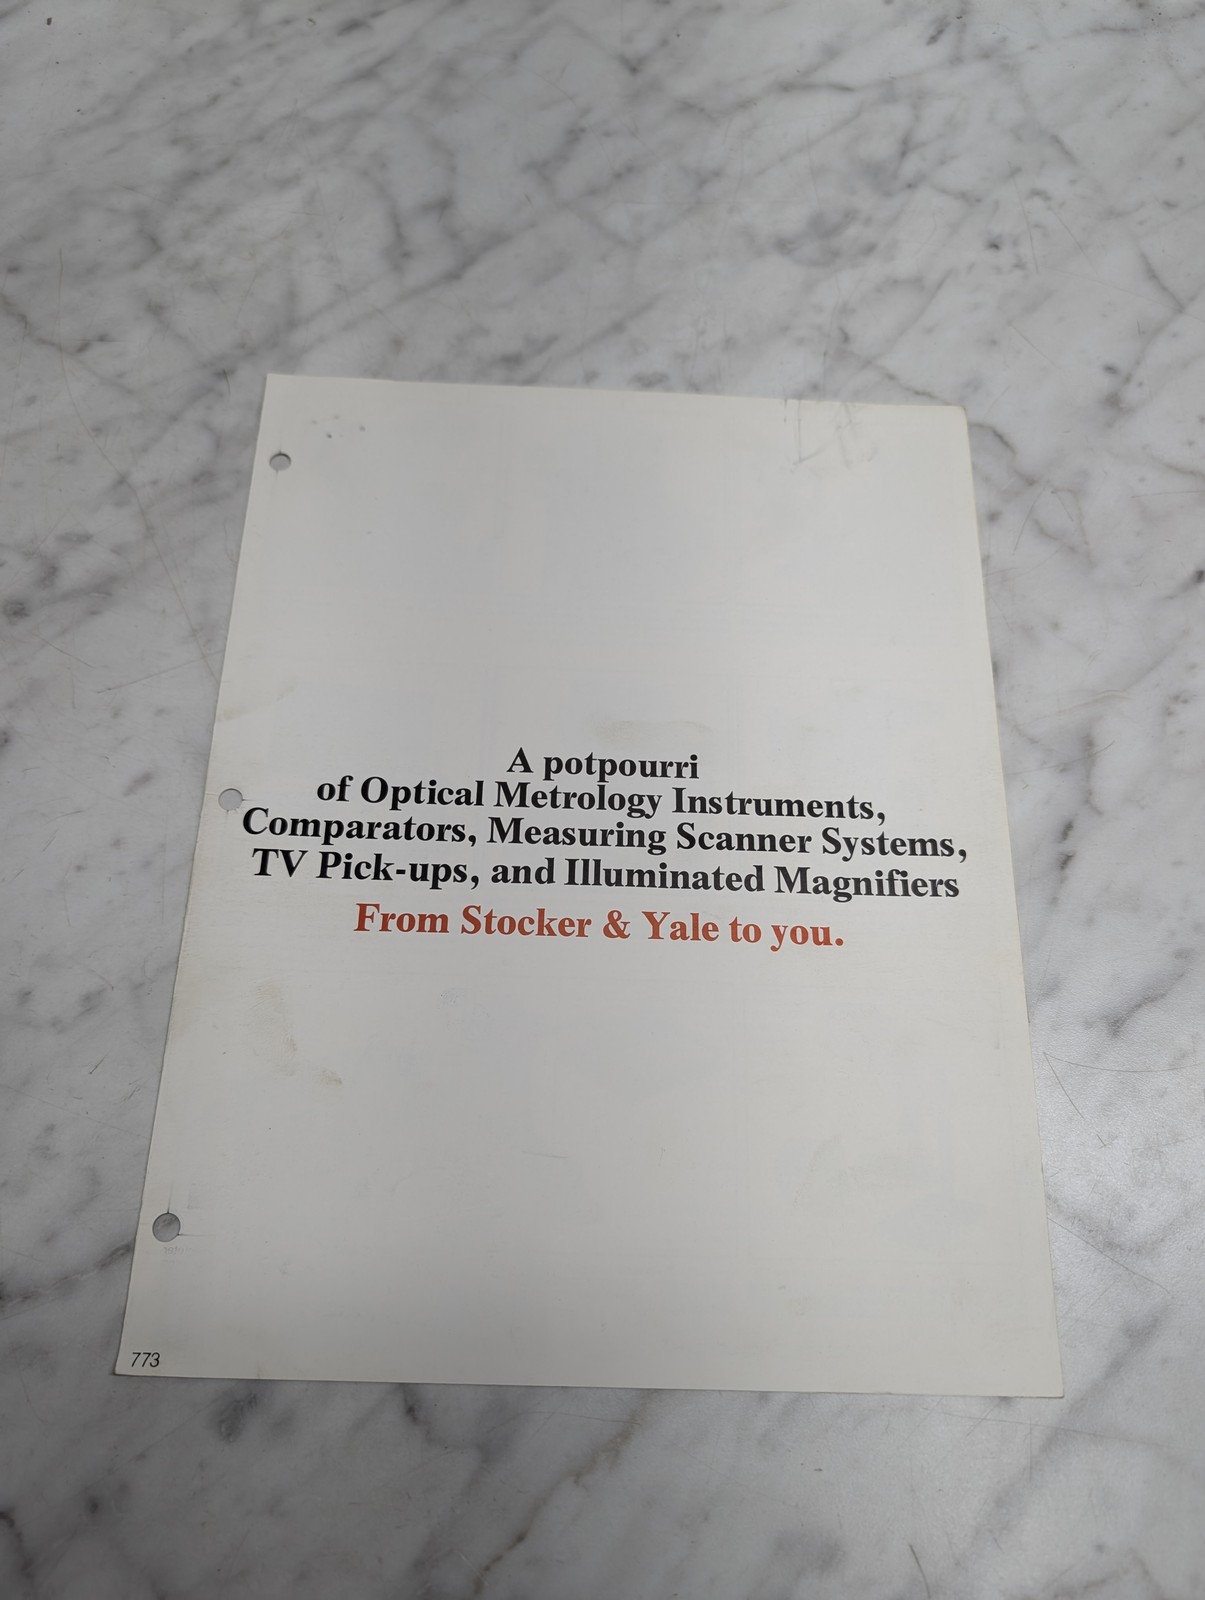 A potpourri
of Optical Metrology Instruments,
Comparators, Measuring Scanner Systems,
TV Pick-ups, and Illuminated Magnifiers
From Stocker & Yale to you.
773